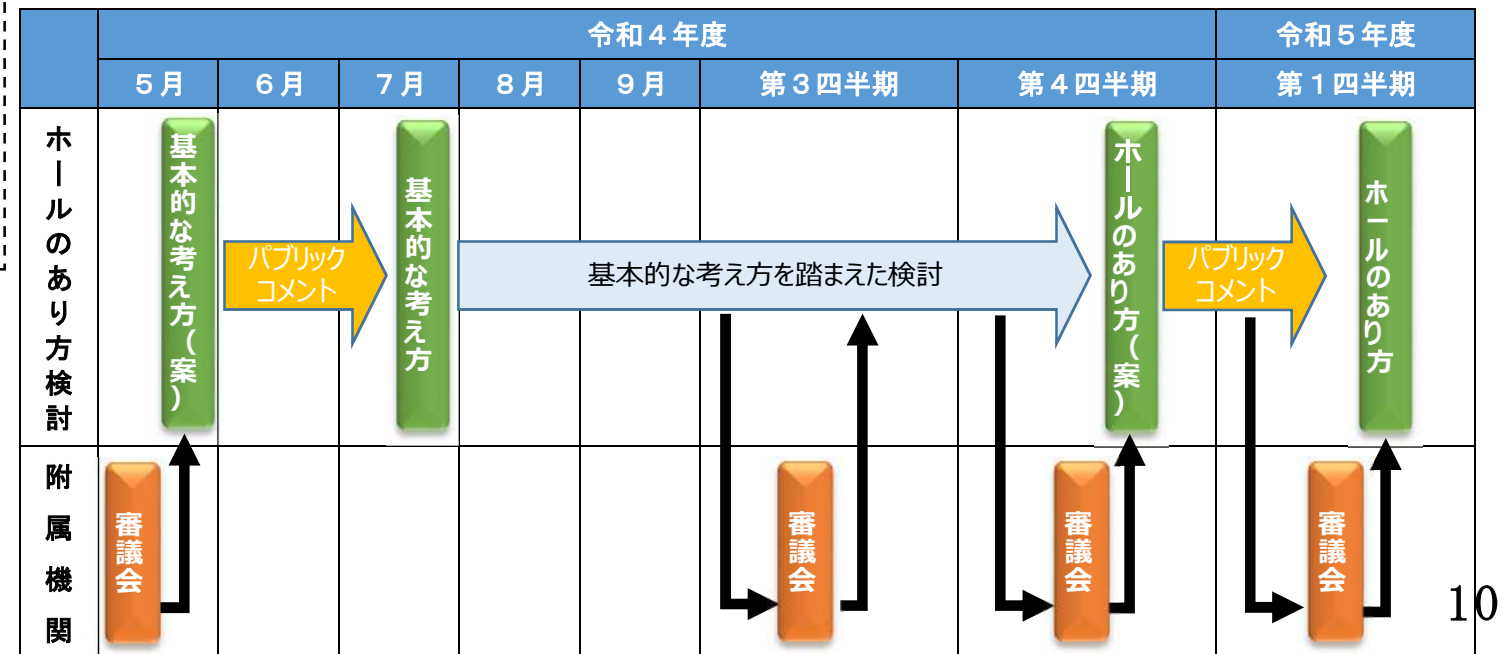 令和４年度
令和５年度
５月
６月
７月
８月
９月
第３四半期
第４四半期
第１四半期
ホールのあり方検討
基本的な考え方（案）
パブリック
コメント
基本的な考え方
基本的な考え方を踏まえた検討
ホールのあり方（案）
パブリック
コメント
ホールのあり方
附属機関
審議会
審議会
審議会
審議会
10